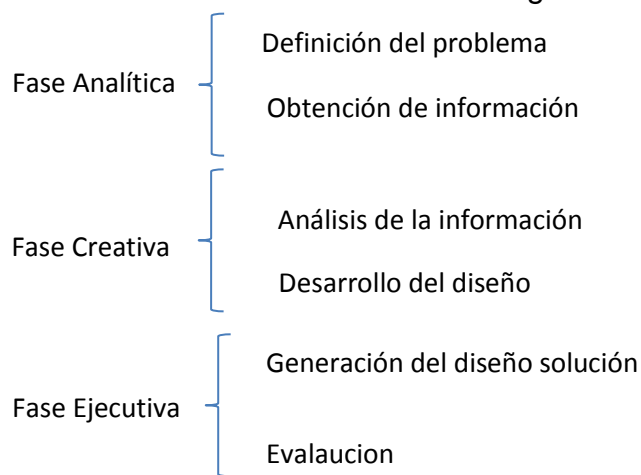 Definición del problema
Fase Analítica
Obtención de información
Análisis de la información
Fase Creativa
Desarrollo del diseño
Generación del diseño solución
Fase Ejecutiva
Evalaucion